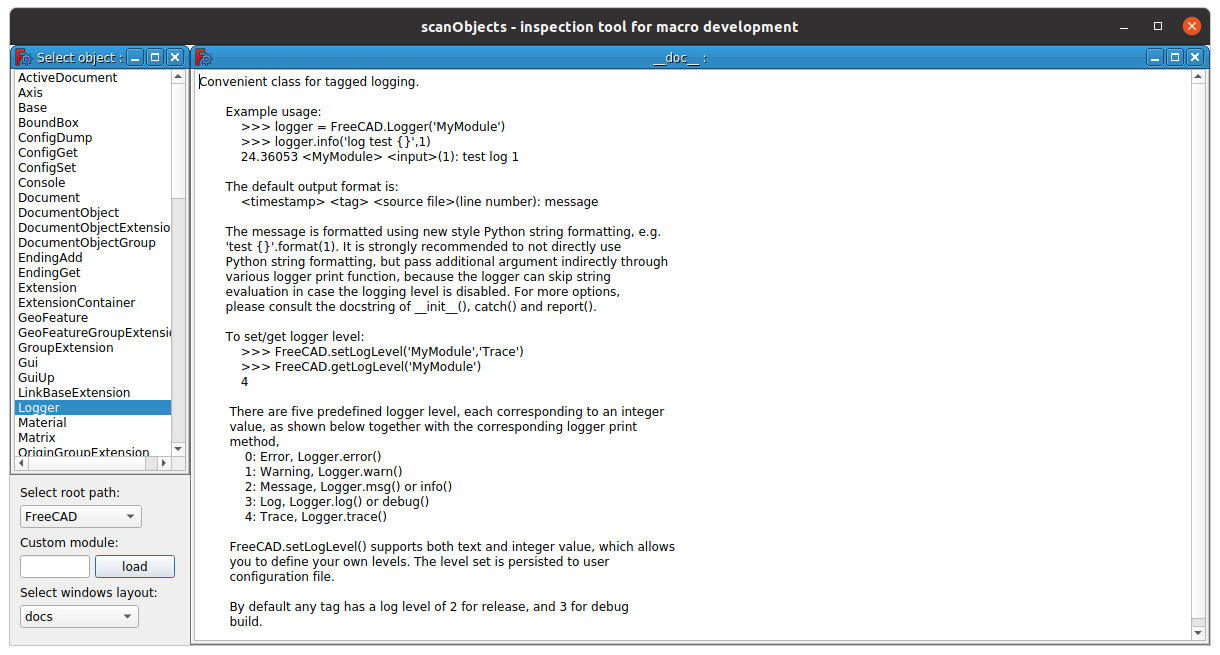 scanObjects - inspection tool for macro development
Select object :
ActiveDocument
Axis
Base
BoundBox
ConfigDump
ConfigGet
ConfigSet
Console
Document
DocumentObject
DocumentObjectExtensio
DocumentObjectGroup
EndingAdd
EndingGet
Extension
ExtensionContainer
GeoFeature
GeoFeatureGroupExtensi
GroupExtension
Gui
GuiUp
LinkBaseExtension
Logger
Material
Matrix
OriginGroupExtension
Select root path:
FreeCAD
Custom module:
load
Select windows layout:
docs
__doc__ :
Convenient class for tagged logging.
Example usage:
>>> logger = FreeCAD.Logger('MyModule')
>>> logger.info('log test {}',1)
24.36053 <MyModule> <input>(1): test log 1
The default output format is:
<timestamp> <tag> <source file>(line number): message
The message is formatted using new style Python string formatting, e.g.
'test {}'.format(1). It is strongly recommended to not directly use
Python string formatting, but pass additional argument indirectly through
various logger print function, because the logger can skip string
evaluation in case the logging level is disabled. For more options,
please consult the docstring of __init__(), catch() and report().
To set/get logger level:
>>> FreeCAD.setLogLevel('MyModule','Trace')
>>> FreeCAD.getLogLevel('MyModule')
4
There are five predefined logger level, each corresponding to an integer
value, as shown below together with the corresponding logger print
method,
0: Error, Logger.error()
1: Warning, Logger.warn()
2: Message, Logger.msg() or info()
3: Log, Logger.log() or debug()
4: Trace, Logger.trace()
FreeCAD.setLogLevel() supports both text and integer value, which allows
you to define your own levels. The level set is persisted to user
configuration file.
By default any tag has a log level of 2 for release, and 3 for debug
build.